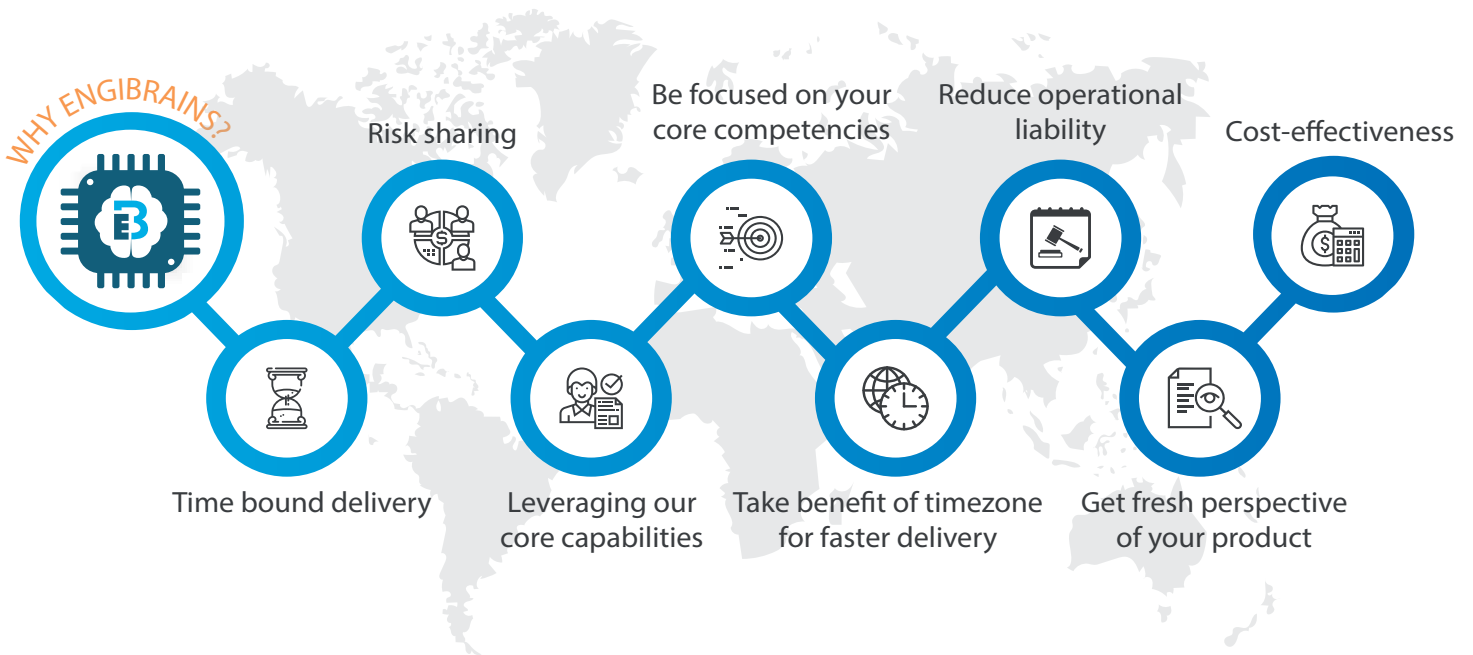 WHY ENGIBRAINS?
EB
Time bound delivery
Risk sharing
Leveraging our
core capabilities
Be focused on your
core competencies
Take benefit of timezone
for faster delivery
Reduce operational
liability
Get fresh perspective
of your product
Cost-effectiveness